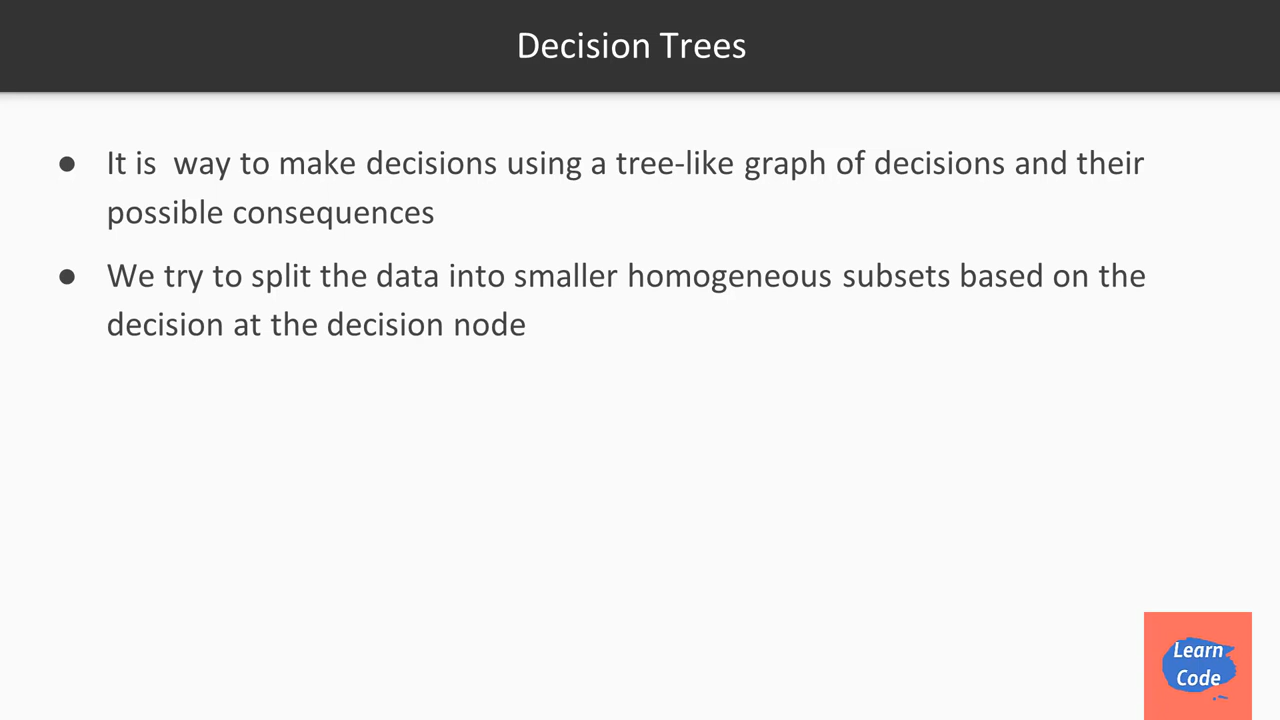 Decision Trees
● It is  way to make decisions using a tree-like graph of decisions and their
possible consequences
● We try to split the data into smaller homogeneous subsets based on the
decision at the decision node
Learn
Code